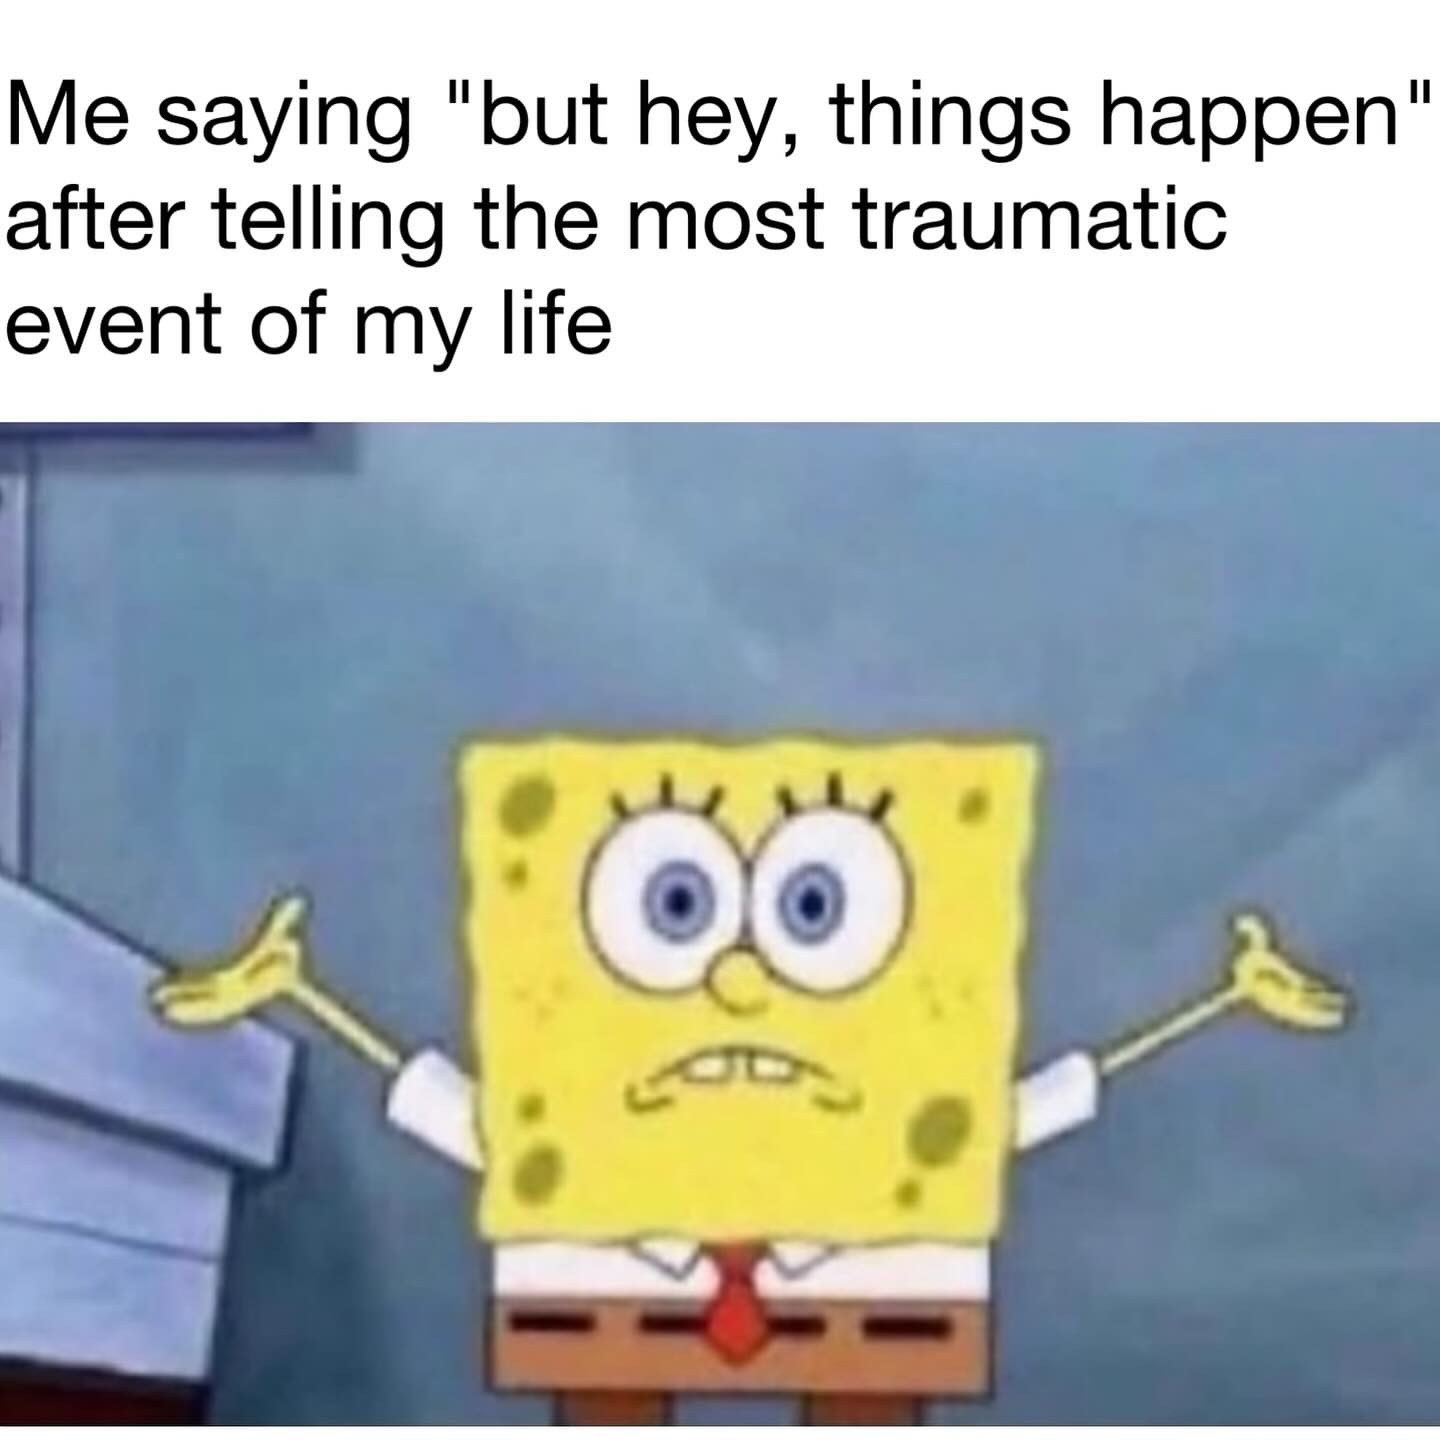 Me saying "but hey, things happen"
after telling the most traumatic
event of my life